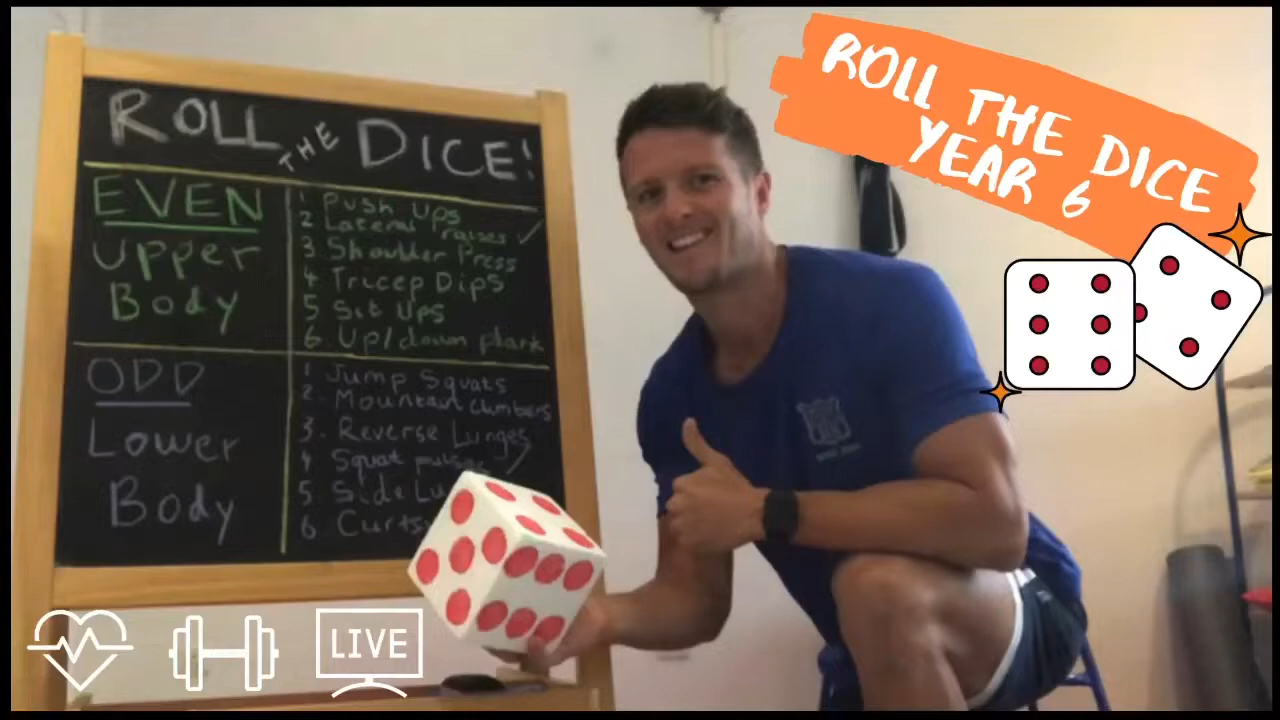 ROLL THE DICE
YEAR 6
ROLL THE DICE!
EVEN
Upper
Body
1 Push Ups
2 Lateral raises ✓
3 Shoulder Press
4 Tricep Dips
5 Sit Ups
6. Up/down plank
ODD
Lower
Body
1 Jump Squats
2. Mountain climbers
3. Reverse Lunges
4 Squat pulses
5 Side Lu
6. Curts
LIVE